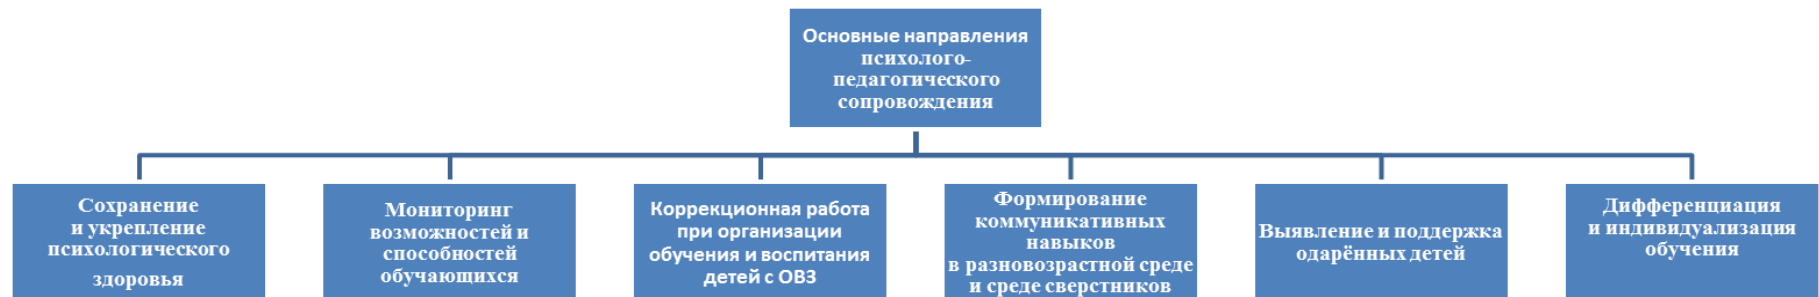 Основные направления
психолого-
педагогического
сопровождения
Сохранение
и укрепление
психологического
здоровья
Мониторинг
возможностей и
способностей
обучающихся
Коррекционная работа
при организации
обучения и воспитания
детей с ОВЗ
Формирование
коммуникативных
навыков
в разновозрастной среде
и среде сверстников
Выявление и поддержка
одарённых детей
Дифференциация
и индивидуализация
обучения